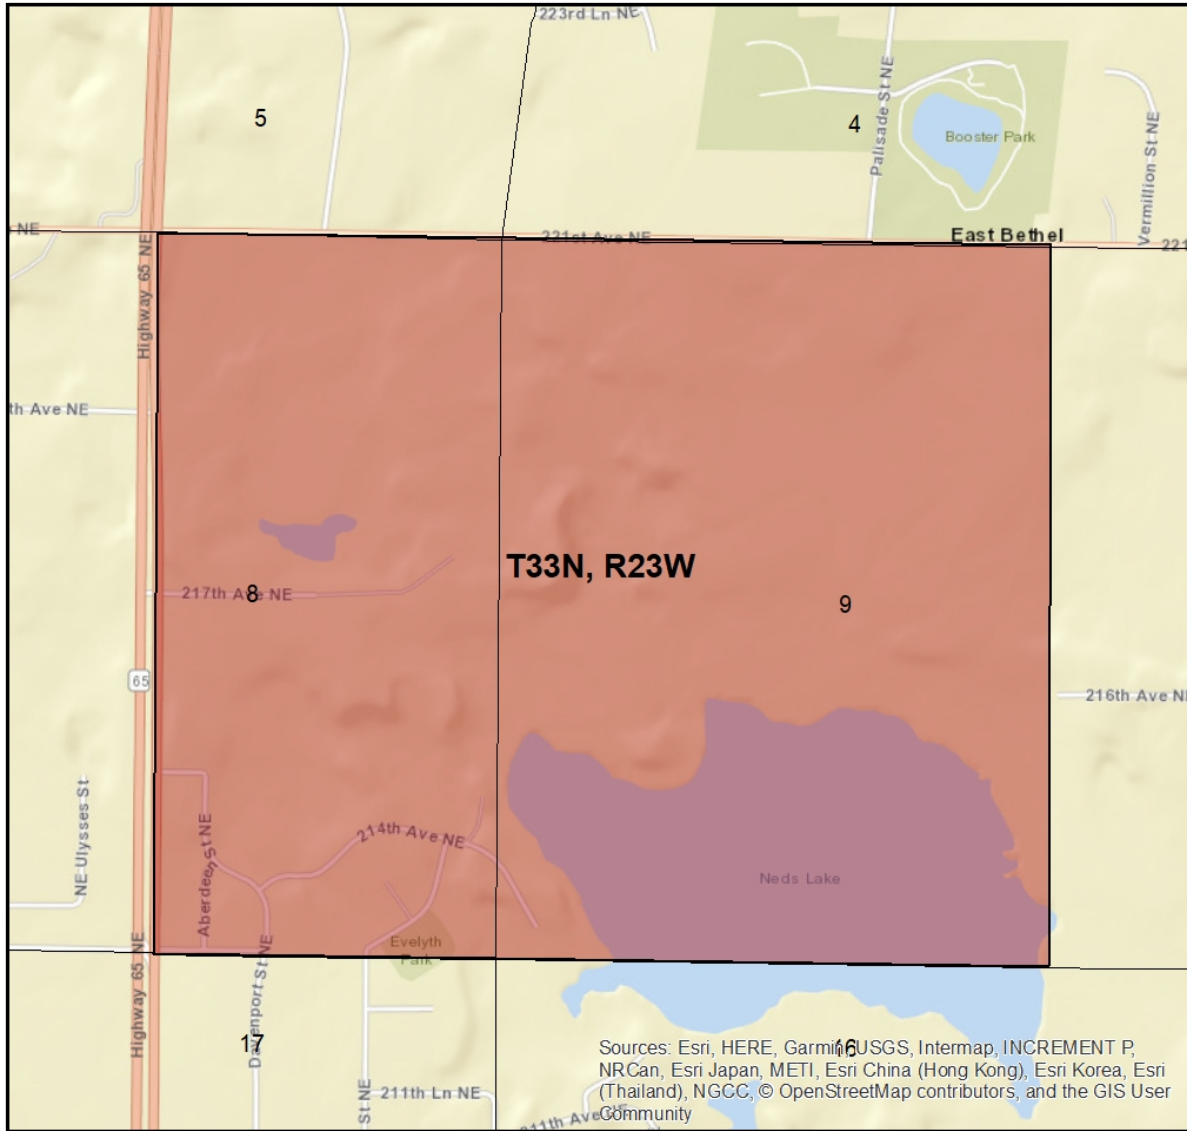 223rd Ln NE
5
4
Palisade St NE
Booster Park
Vermillion St NE
NE
221st Ave NE
East Bethel
221
Highway 65 NE
th Ave NE
T33N, R23W
217th Ave NE
8
9
65
216th Ave NE
NE Ulysses St
Aberdeen St NE
214th Ave NE
Neds Lake
Evelyth
Park
Highway 65 NE
Davenport St NE
17
16
St NE
211th Ln NE
211th Ave NE
Sources: Esri, HERE, Garmin, USGS, Intermap, INCREMENT P,
NRCan, Esri Japan, METI, Esri China (Hong Kong), Esri Korea, Esri
(Thailand), NGCC, © OpenStreetMap contributors, and the GIS User
Community